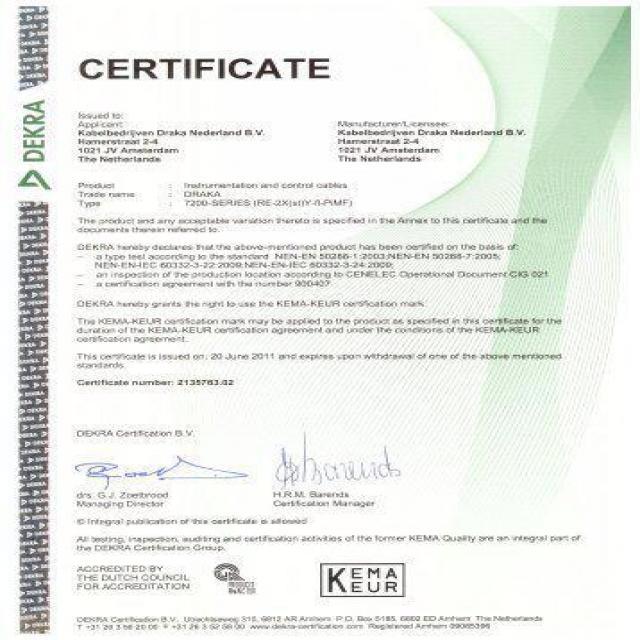 DEKRA
CERTIFICATE
Issued to:
Applicant:
Kabelbedrijven Draka Nederland B.V.
Hamerstraat 2-4
1021 JV Amsterdam
The Netherlands
Manufacturer/Licensee:
Kabelbedrijven Draka Nederland B.V.
Hamerstraat 2-4
1021 JV Amsterdam
The Netherlands
Product : Instrumentation and control cables
Trade name : DRAKA
Type : 7200-SERIES (RE-2X(st)Y-fl-PiMF)
The product and any acceptable variation thereto is specified in the Annex to this certificate and the
documents therein referred to.
DEKRA hereby declares that the above-mentioned product has been certified on the basis of:
– a type test according to the standard NEN-EN 50288-1:2003;NEN-EN 50288-7:2005;
NEN-EN-IEC 60332-3-22:2009;NEN-EN-IEC 60332-3-24:2009;
– an inspection of the production location according to CENELEC Operational Document CIG 021
– a certification agreement with the number 900407
DEKRA hereby grants the right to use the KEMA-KEUR certification mark.
The KEMA-KEUR certification mark may be applied to the product as specified in this certificate for the
duration of the KEMA-KEUR certification agreement and under the conditions of the KEMA-KEUR
certification agreement.
This certificate is issued on: 20 June 2011 and expires upon withdrawal of one of the above mentioned
standards.
Certificate number: 2135763.02
DEKRA Certification B.V.
drs. G.J. Zoetbrood
Managing Director
H.R.M. Barends
Certification Manager
© Integral publication of this certificate is allowed
All testing, inspection, auditing and certification activities of the former KEMA Quality are an integral part of
the DEKRA Certification Group.
ACCREDITED BY
THE DUTCH COUNCIL
FOR ACCREDITATION
PRODUCTS
KEMA
KEUR
DEKRA Certification B.V. Utrechtseweg 310, 6812 AR Arnhem P.O. Box 5185, 6802 ED Arnhem The Netherlands
T +31 26 3 56 20 00 F +31 26 3 52 58 00 www.dekra-certification.com Registered Arnhem 09085396